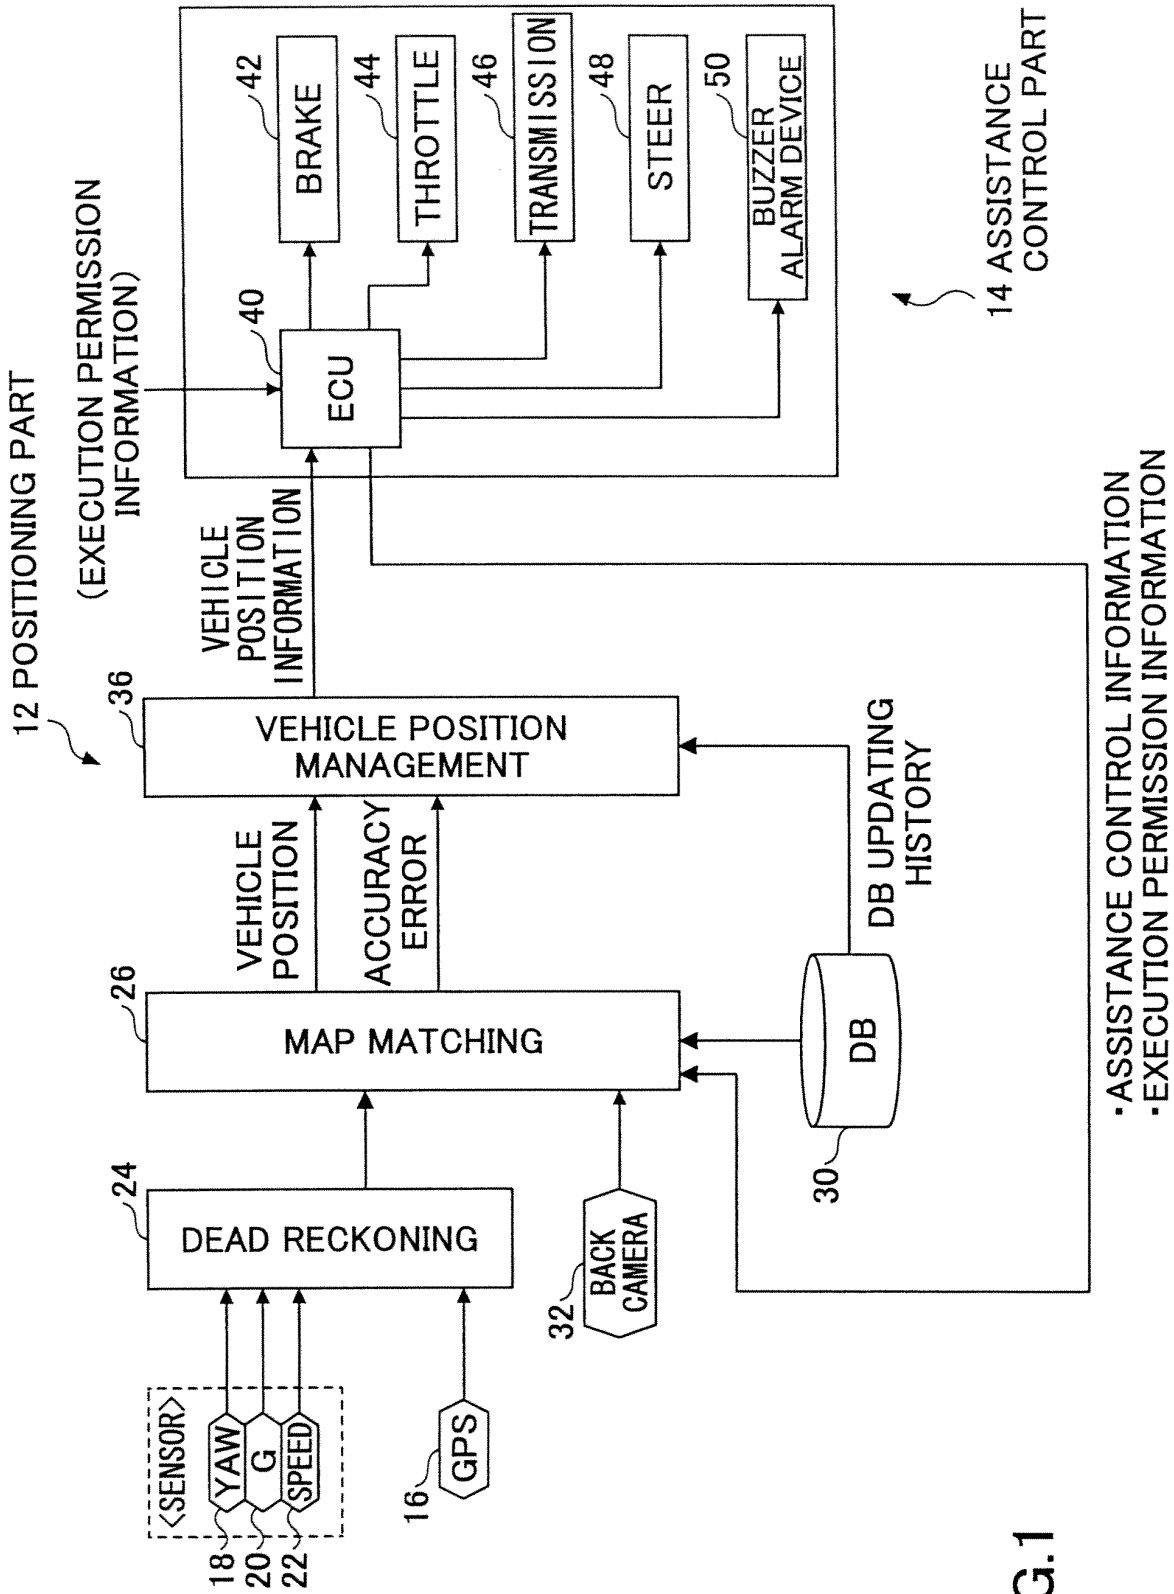 12 POSITIONING PART
<SENSOR>
18
YAW
20
G
22
SPEED
16
GPS
24
DEAD RECKONING
32
BACK
CAMERA
26
MAP MATCHING
30
DB
VEHICLE
POSITION
ACCURACY
ERROR
DB UPDATING
HISTORY
36
VEHICLE POSITION
MANAGEMENT
VEHICLE
POSITION
INFORMATION
(EXECUTION PERMISSION
INFORMATION)
40
ECU
42
BRAKE
44
THROTTLE
46
TRANSMISSION
48
STEER
50
BUZZER
ALARM DEVICE
14 ASSISTANCE
CONTROL PART
・ASSISTANCE CONTROL INFORMATION
・EXECUTION PERMISSION INFORMATION
G.1